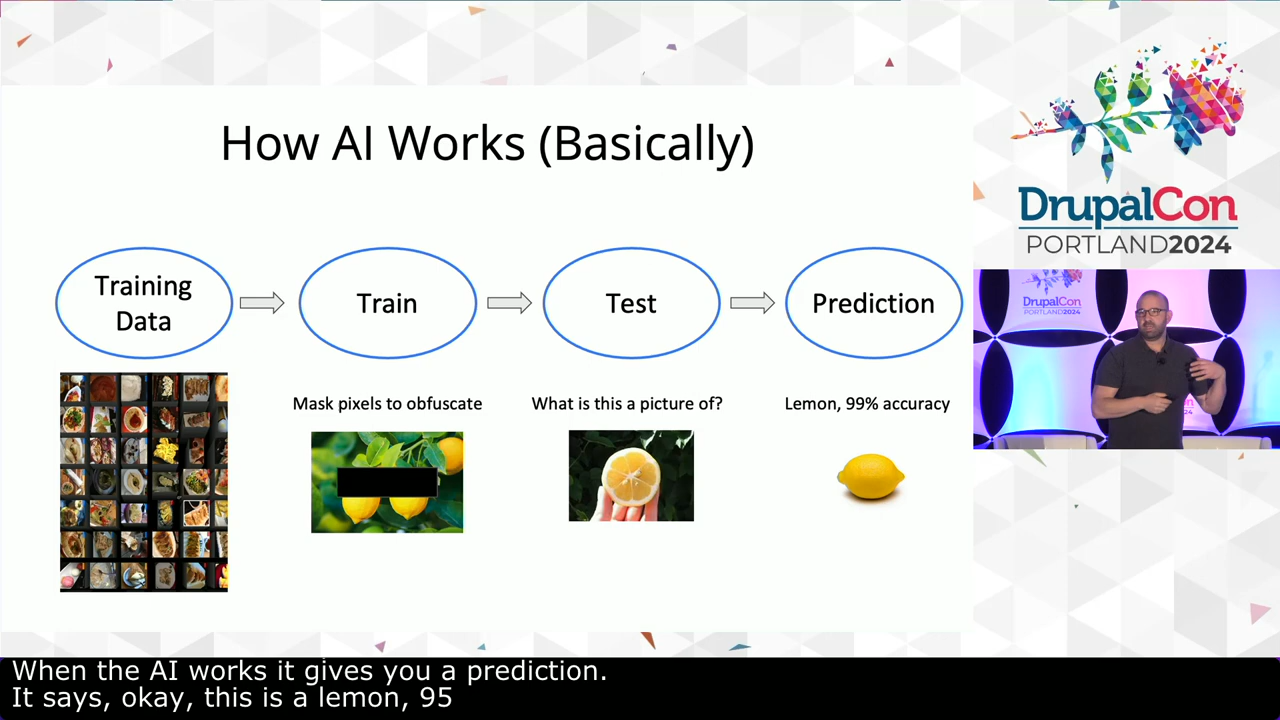 How AI Works (Basically)
Training
Data
Train
Test
Prediction
Mask pixels to obfuscate
What is this a picture of?
Lemon, 99% accuracy
DrupalCon
PORTLAND2024
DrupalCon
PORTLAND2024
When the AI works it gives you a prediction.
It says, okay, this is a lemon, 95